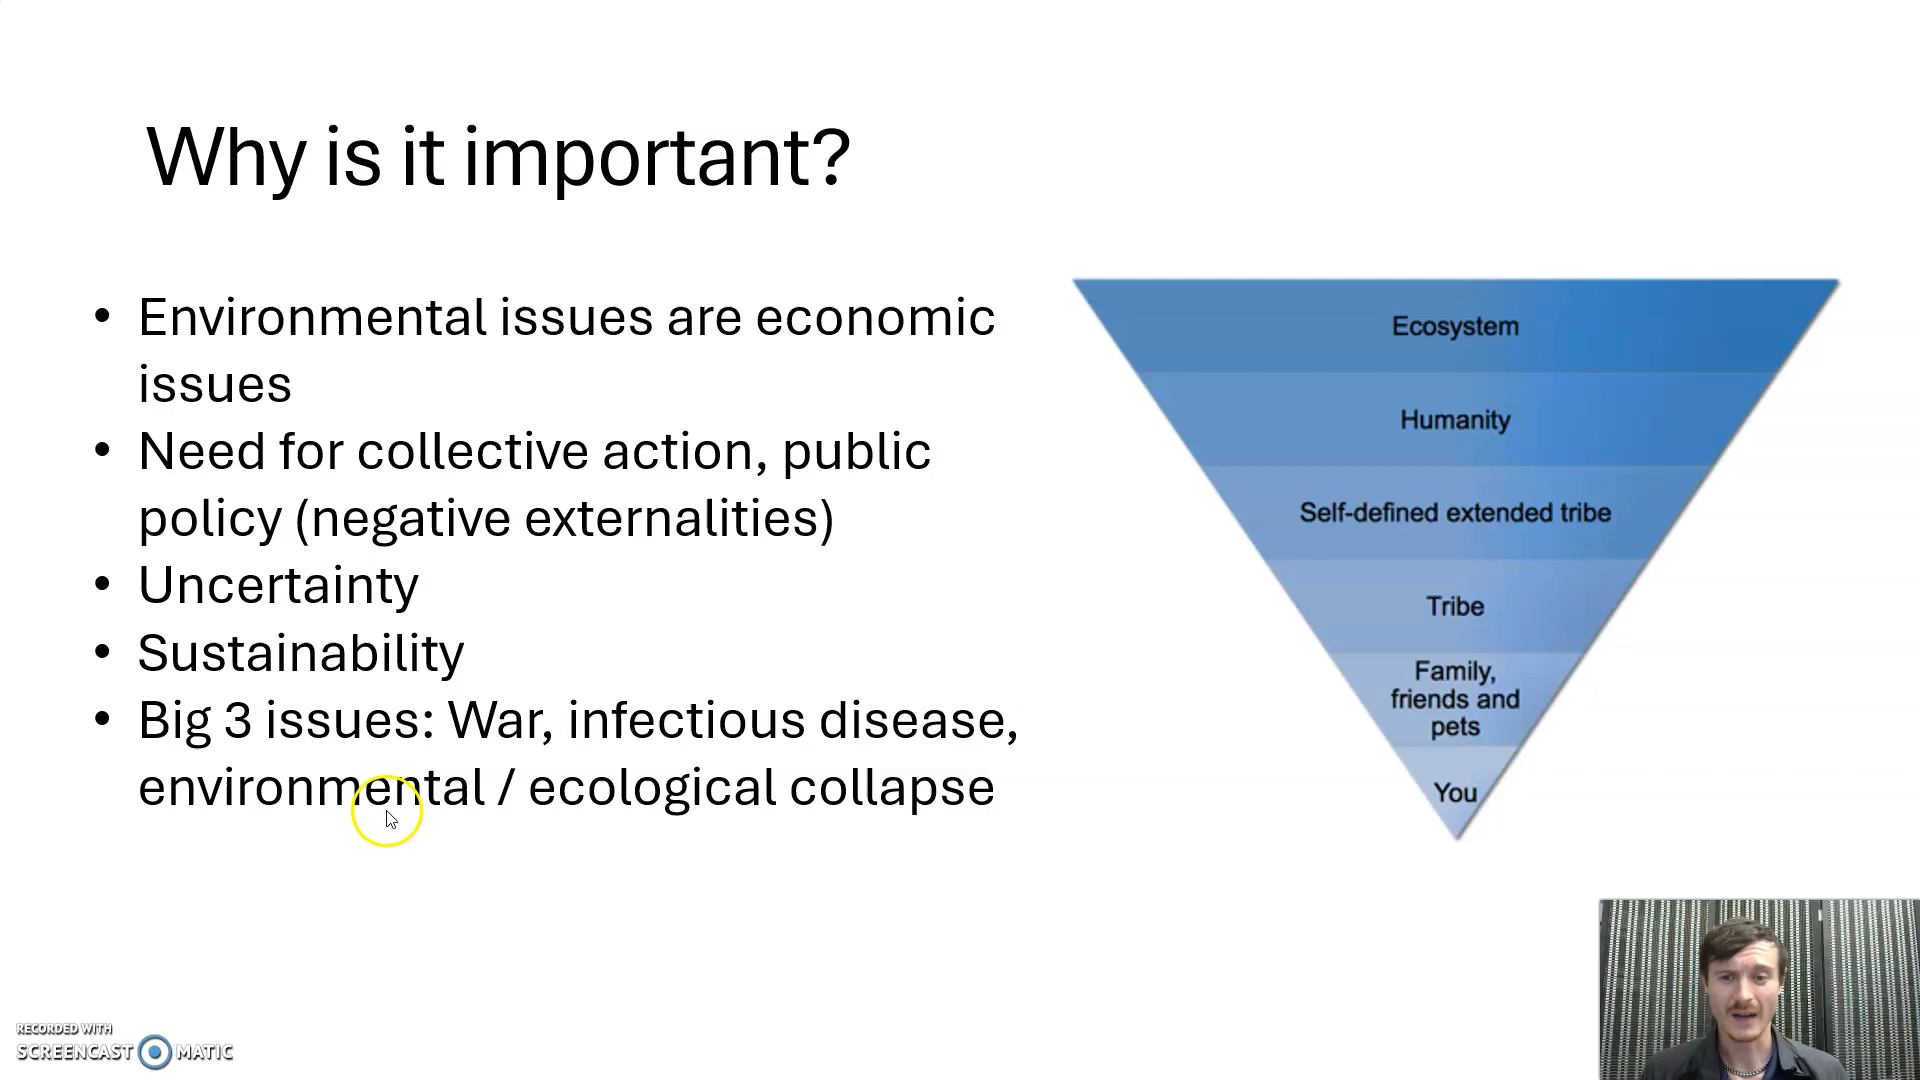 Why is it important?
• Environmental issues are economic
issues
• Need for collective action, public
policy (negative externalities)
• Uncertainty
• Sustainability
• Big 3 issues: War, infectious disease,
environmental / ecological collapse
Ecosystem
Humanity
Self-defined extended tribe
Tribe
Family,
friends and
pets
You
RECORDED WITH
SCREENCAST MATIC